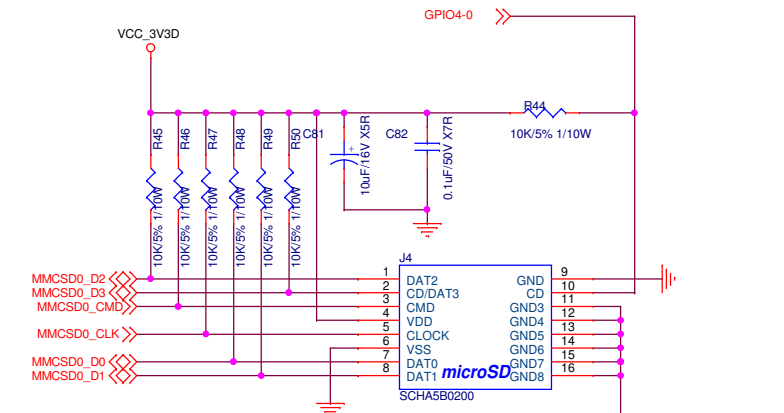 GPIO4-0
VCC_3V3D
R45
R46
R47
R48
R49
R50
C81
C82
R44
10uF/16V X5R
0.1uF/50V X7R
10K/5% 1/10W
10K/5% 1/10W
10K/5% 1/10W
10K/5% 1/10W
10K/5% 1/10W
10K/5% 1/10W
10K/5% 1/10W
+
J4
MMCSD0_D2
1
DAT2
GND
9
MMCSD0_D3
2
CD/DAT3
CD
10
MMCSD0_CMD
3
CMD
GND3
11
4
VDD
GND4
12
MMCSD0_CLK
5
CLOCK
GND5
13
6
VSS
GND6
14
MMCSD0_D0
7
DAT0
GND7
15
MMCSD0_D1
8
DAT1
microSD
GND8
16
SCHA5B0200